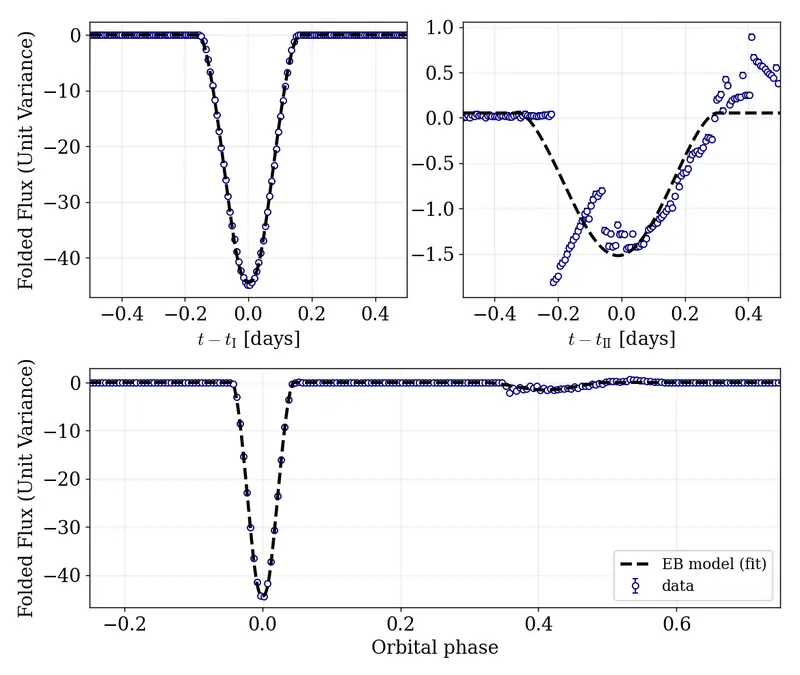 Folded Flux (Unit Variance)
0
−10
−20
−30
−40
−0.4 −0.2 0.0 0.2 0.4
t − t_I [days]
1.0
0.5
0.0
−0.5
−1.0
−1.5
−0.4 −0.2 0.0 0.2 0.4
t − t_II [days]
Folded Flux (Unit Variance)
0
−10
−20
−30
−40
EB model (fit)
data
−0.2 0.0 0.2 0.4 0.6
Orbital phase